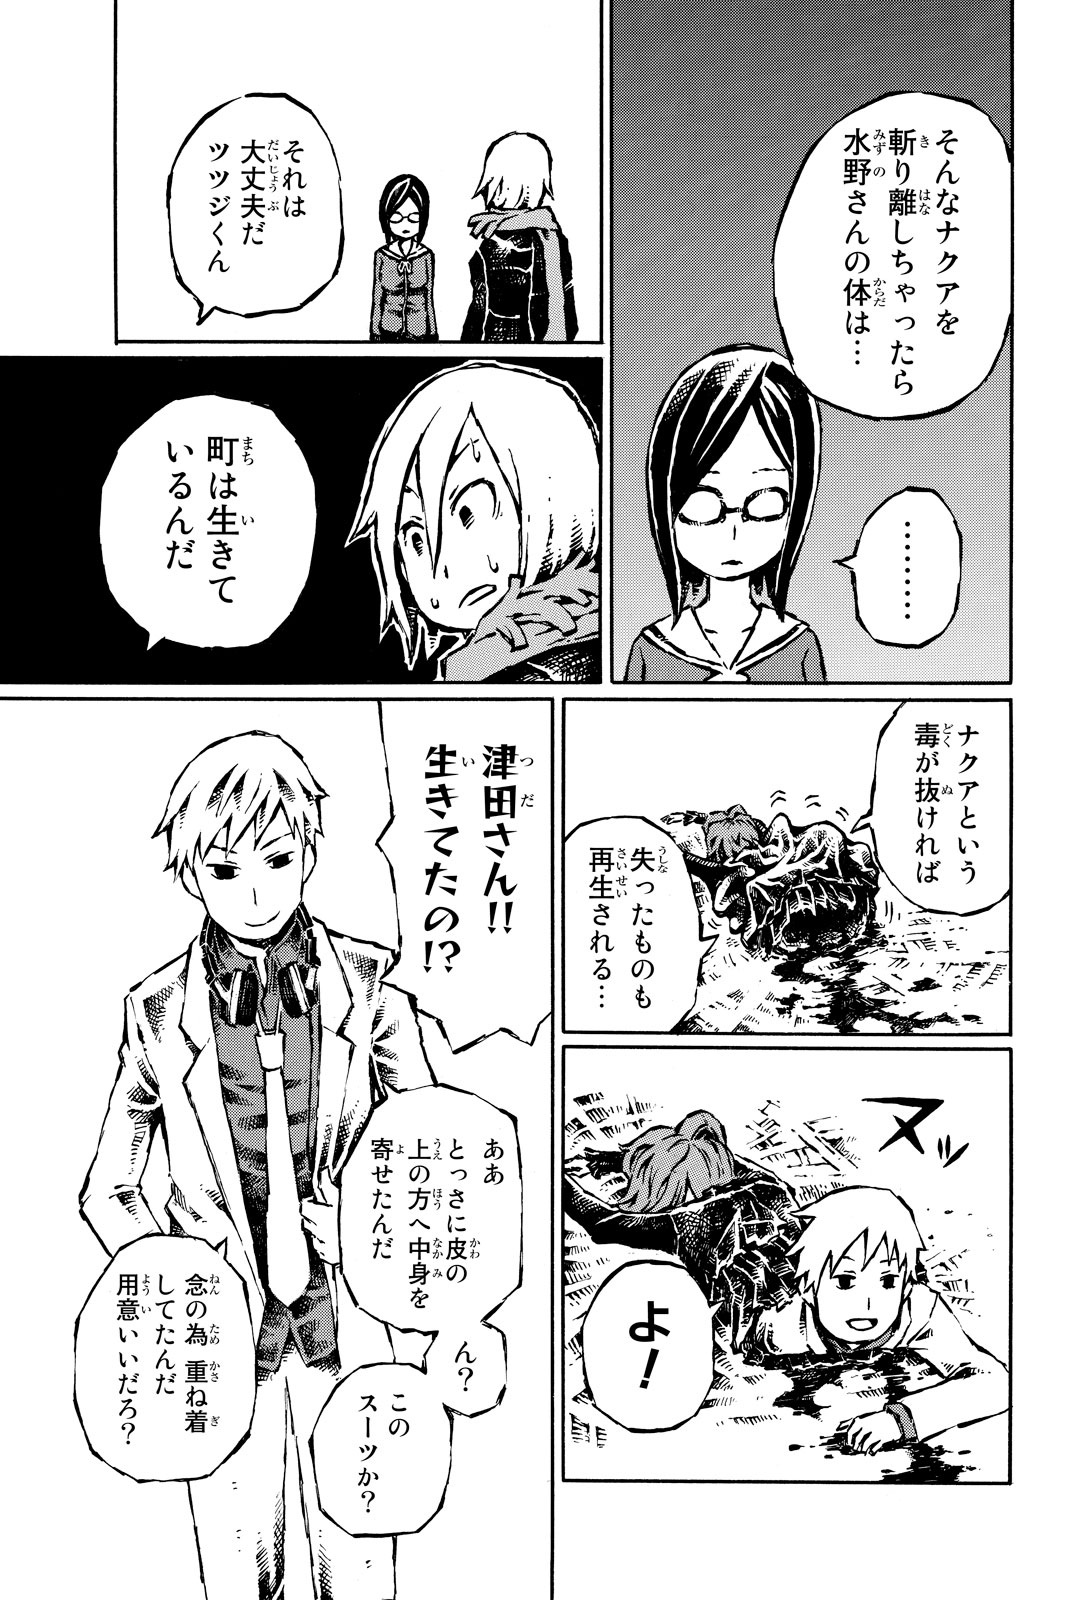 そんなナクアを
斬り離しちゃったら
水野さんの体は…
………
それは
大丈夫だ
ツツジくん
町は生きて
いるんだ
ナクアという
毒が抜ければ
失ったものも
再生される…
ヌッ
よ！
津田さん!!
生きてたの!?
ああ
とっさに皮の
上の方へ中身を
寄せたんだ
ん？
この
スーツか？
念の為 重ね着
してたんだ
用意いいだろ？